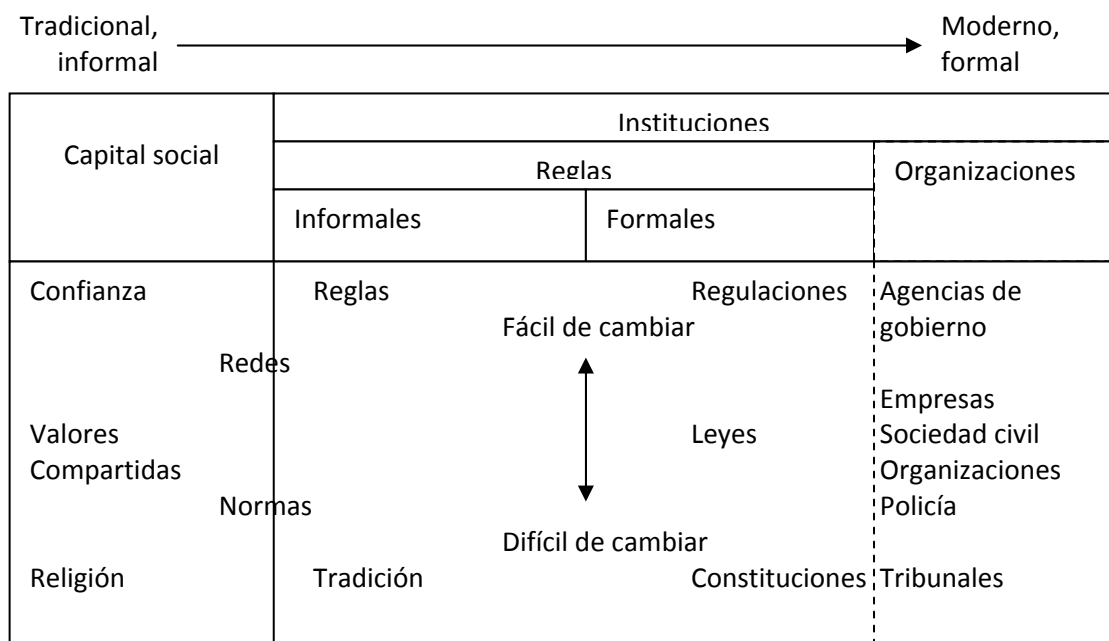 Tradicional,
informal
Moderno,
formal
Capital social
Instituciones
Reglas
Organizaciones
Informales
Formales
Confianza
Reglas
Regulaciones
Agencias de
gobierno
Fácil de cambiar
Redes
Empresas
Valores
Leyes
Sociedad civil
Compartidas
Organizaciones
Normas
Policía
Difícil de cambiar
Religión
Tradición
Constituciones
Tribunales